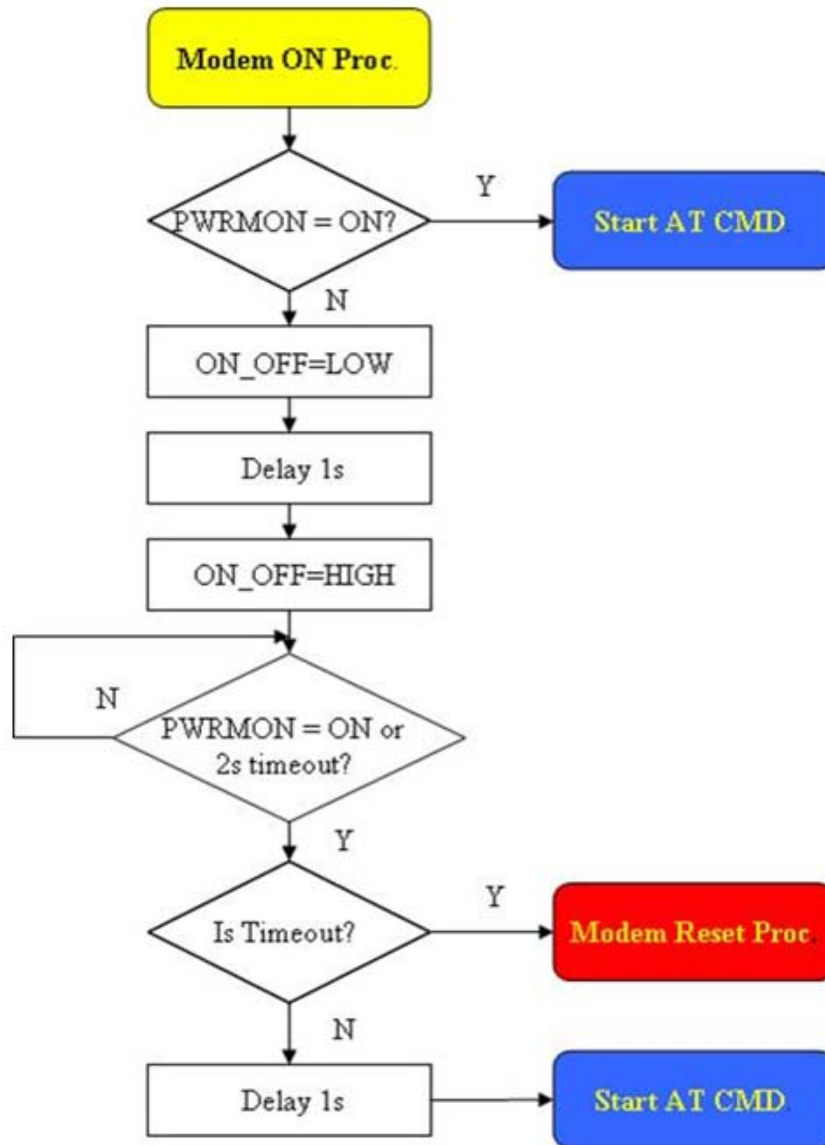 Modem ON Proc.
PWRMON = ON?
Y
Start AT CMD.
N
ON_OFF=LOW
Delay 1s
ON_OFF=HIGH
N
PWRMON = ON or
2s timeout?
Y
Is Timeout?
Y
Modem Reset Proc.
N
Delay 1s
Start AT CMD.